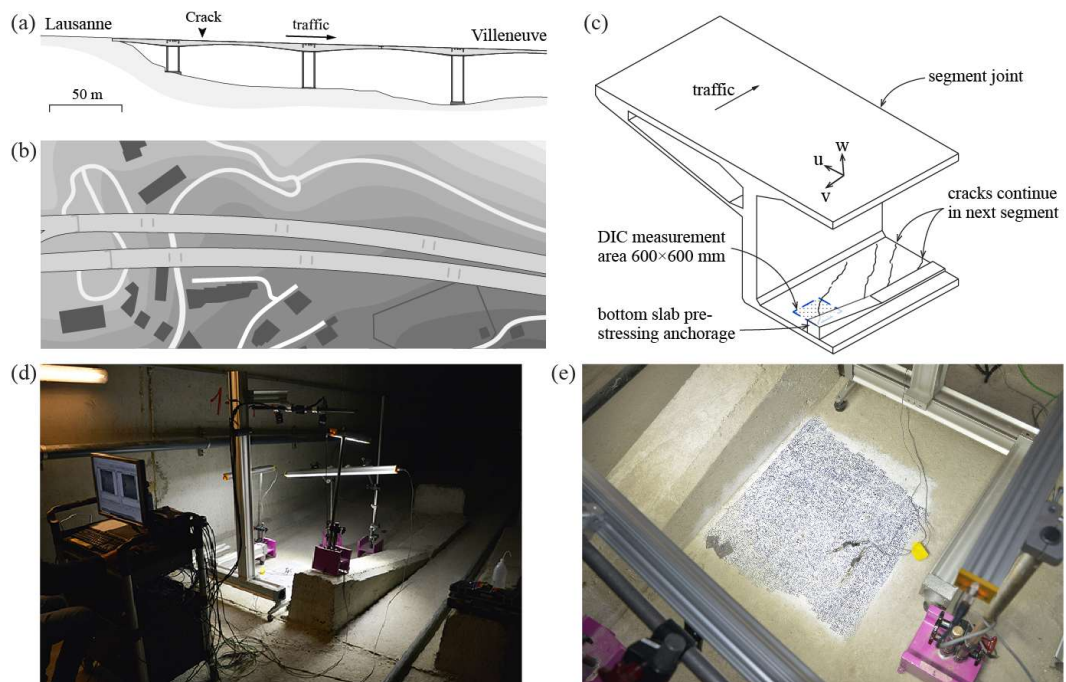 (a)
Lausanne
Crack
traffic
Villeneuve
50 m
(b)
(c)
traffic
segment joint
u
w
v
cracks continue
in next segment
DIC measurement
area 600×600 mm
bottom slab pre-
stressing anchorage
(d)
1
(e)